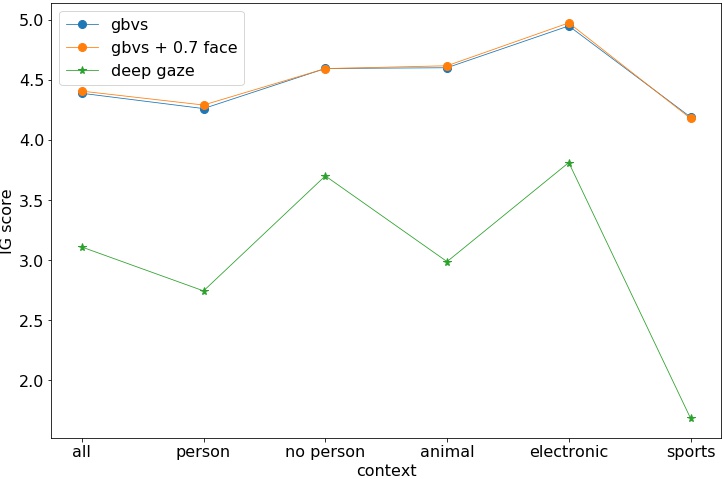 gbvs
gbvs + 0.7 face
deep gaze
5.0
4.5
4.0
3.5
3.0
2.5
2.0
IG score
all person no person animal electronic sports
context